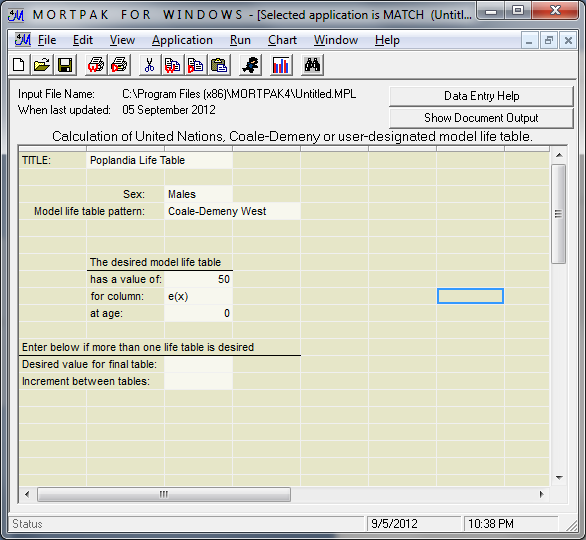 M O R T P A K  F O R  W I N D O W S - [Selected application is MATCH (Untitl...
File Edit View Application Run Chart Window Help
Input File Name: C:\Program Files (x86)\MORTPAK4\Untitled.MPL
Data Entry Help
When last updated: 05 September 2012
Show Document Output
Calculation of United Nations, Coale-Demeny or user-designated model life table.
TITLE: Poplandia Life Table
Sex: Males
Model life table pattern: Coale-Demeny West
The desired model life table
has a value of: 50
for column: e(x)
at age: 0
Enter below if more than one life table is desired
Desired value for final table:
Increment between tables:
Status 9/5/2012 10:38 PM